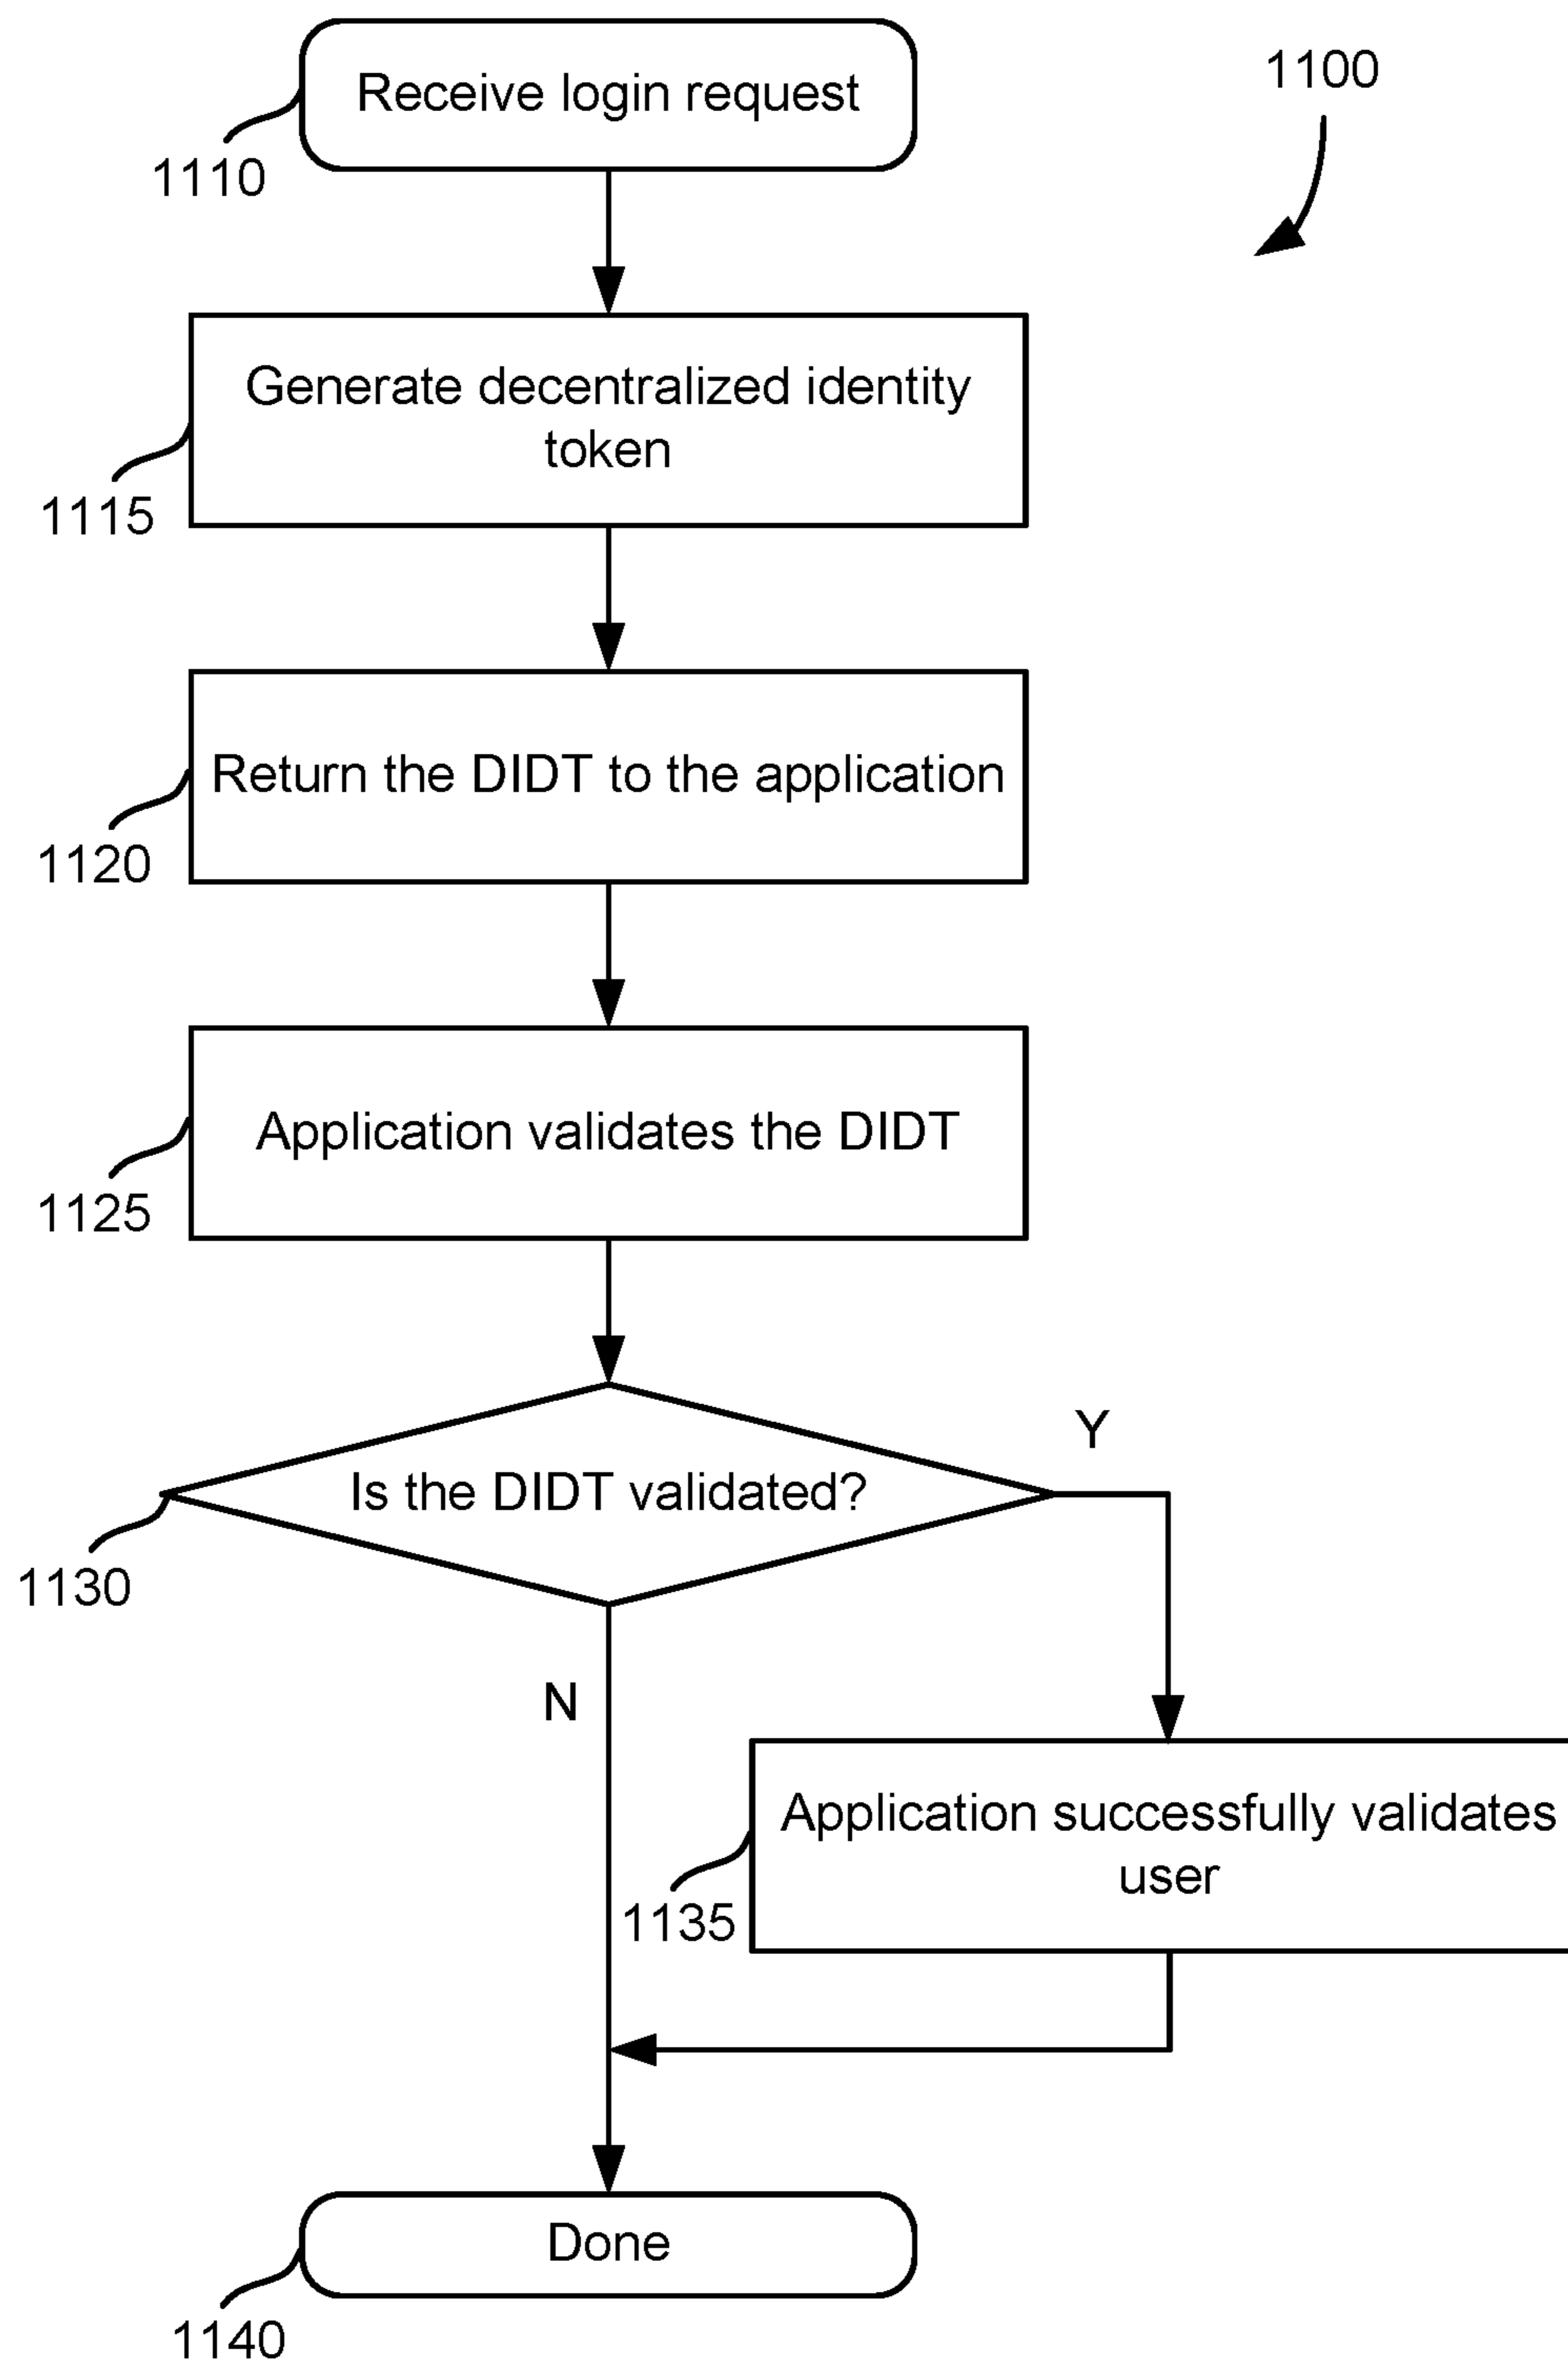 1100
Receive login request
1110
Generate decentralized identity
token
1115
Return the DIDT to the application
1120
Application validates the DIDT
1125
Is the DIDT validated?
Y
1130
N
Application successfully validates
user
1135
Done
1140